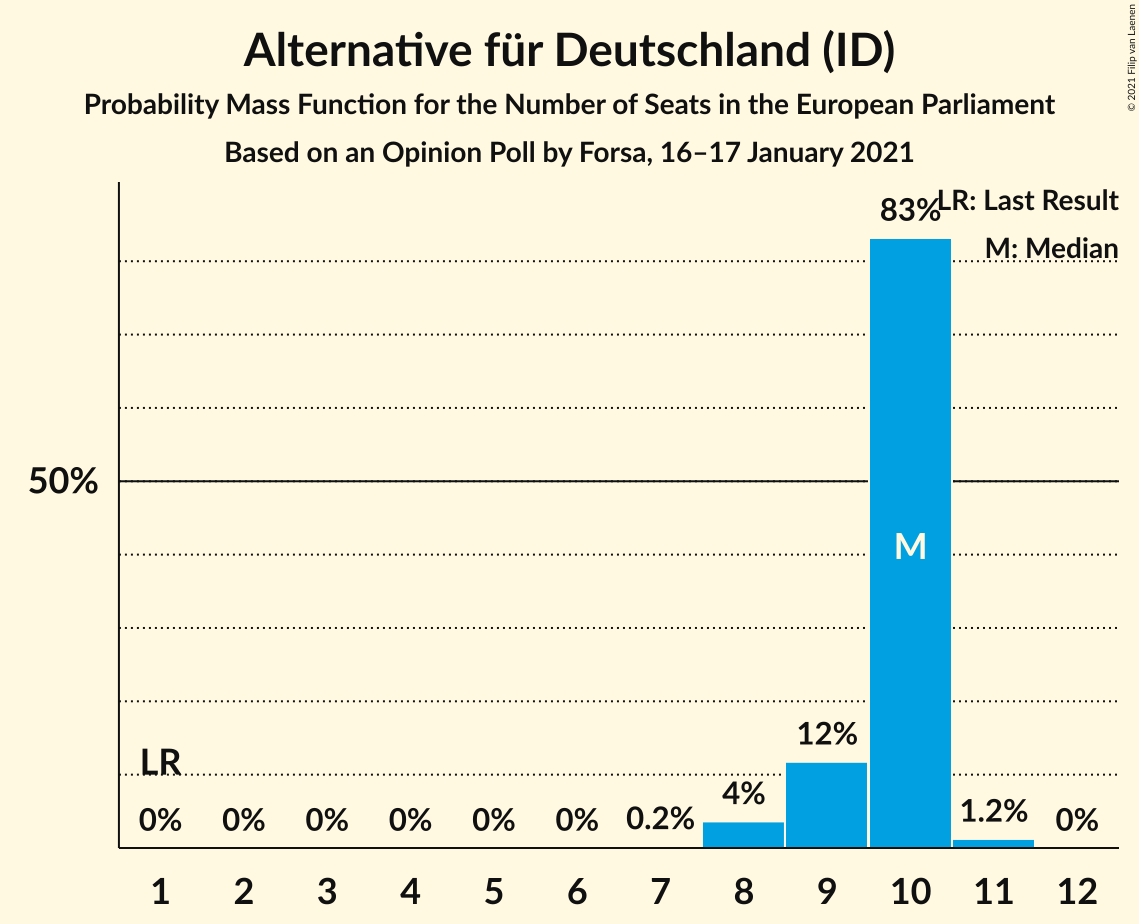 Alternative für Deutschland (ID)
Probability Mass Function for the Number of Seats in the European Parliament
Based on an Opinion Poll by Forsa, 16–17 January 2021
© 2021 Filip van Laenen
LR: Last Result
M: Median
83%
50%
M
12%
LR
4%
1.2%
0% 0% 0% 0% 0% 0% 0.2% 0%
1 2 3 4 5 6 7 8 9 10 11 12